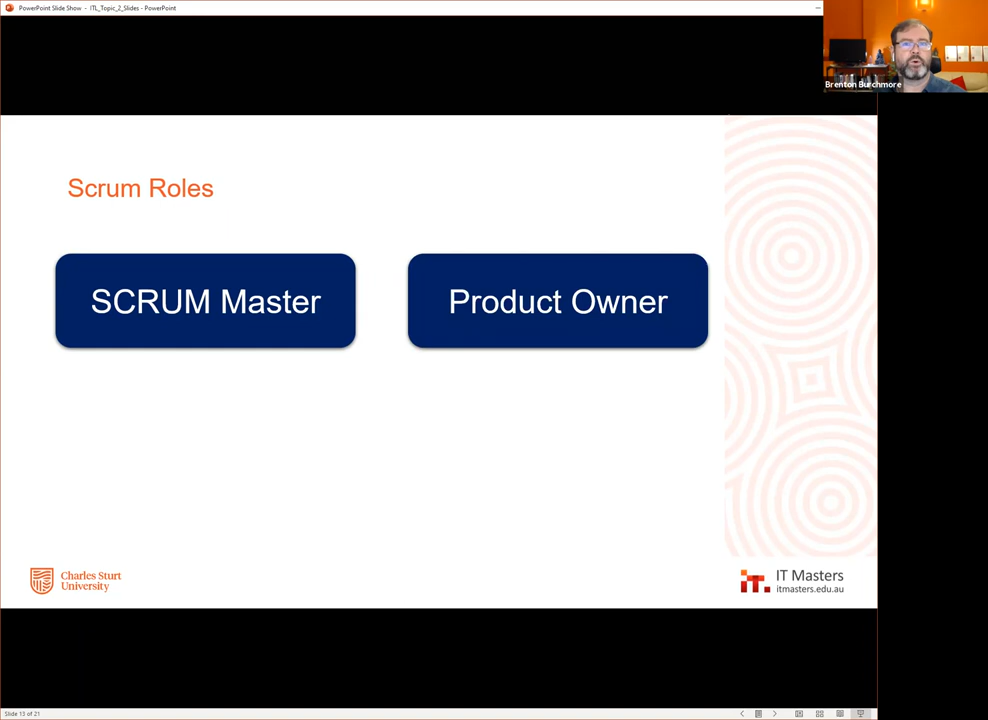 PowerPoint Slide Show - ITL_Topic_2_Slides - PowerPoint
Brenton Burchmore
Scrum Roles
SCRUM Master
Product Owner
Charles Sturt
University
iT.
IT Masters
itmasters.edu.au
Slide 13 of 21